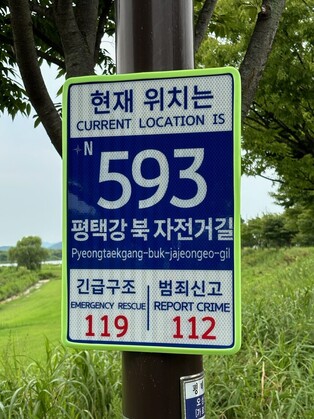 현재 위치는
CURRENT LOCATION IS
N
593
평택강 북 자전거길
Pyeongtaekgang-buk-jajeongeo-gil
긴급구조 범죄신고
EMERGENCY RESCUE REPORT CRIME
119 112